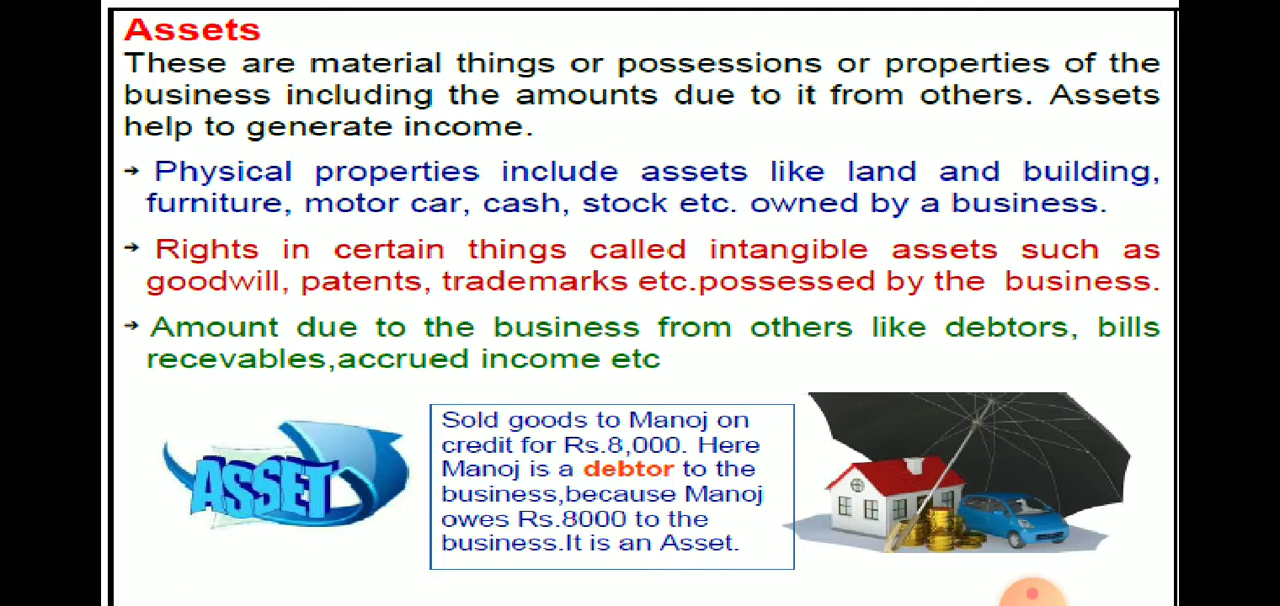 Assets
These are material things or possessions or properties of the
business including the amounts due to it from others. Assets
help to generate income.
→ Physical properties include assets like land and building,
furniture, motor car, cash, stock etc. owned by a business.
→ Rights in certain things called intangible assets such as
goodwill, patents, trademarks etc.possessed by the business.
→ Amount due to the business from others like debtors, bills
recevables,accrued income etc
ASSET
Sold goods to Manoj on
credit for Rs.8,000. Here
Manoj is a debtor to the
business,because Manoj
owes Rs.8000 to the
business.It is an Asset.